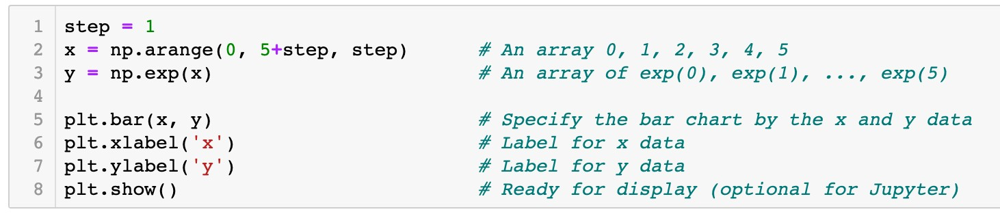 1 step = 1
2 x = np.arange(0, 5+step, step) # An array 0, 1, 2, 3, 4, 5
3 y = np.exp(x) # An array of exp(0), exp(1), ..., exp(5)
4
5 plt.bar(x, y) # Specify the bar chart by the x and y data
6 plt.xlabel('x') # Label for x data
7 plt.ylabel('y') # Label for y data
8 plt.show() # Ready for display (optional for Jupyter)